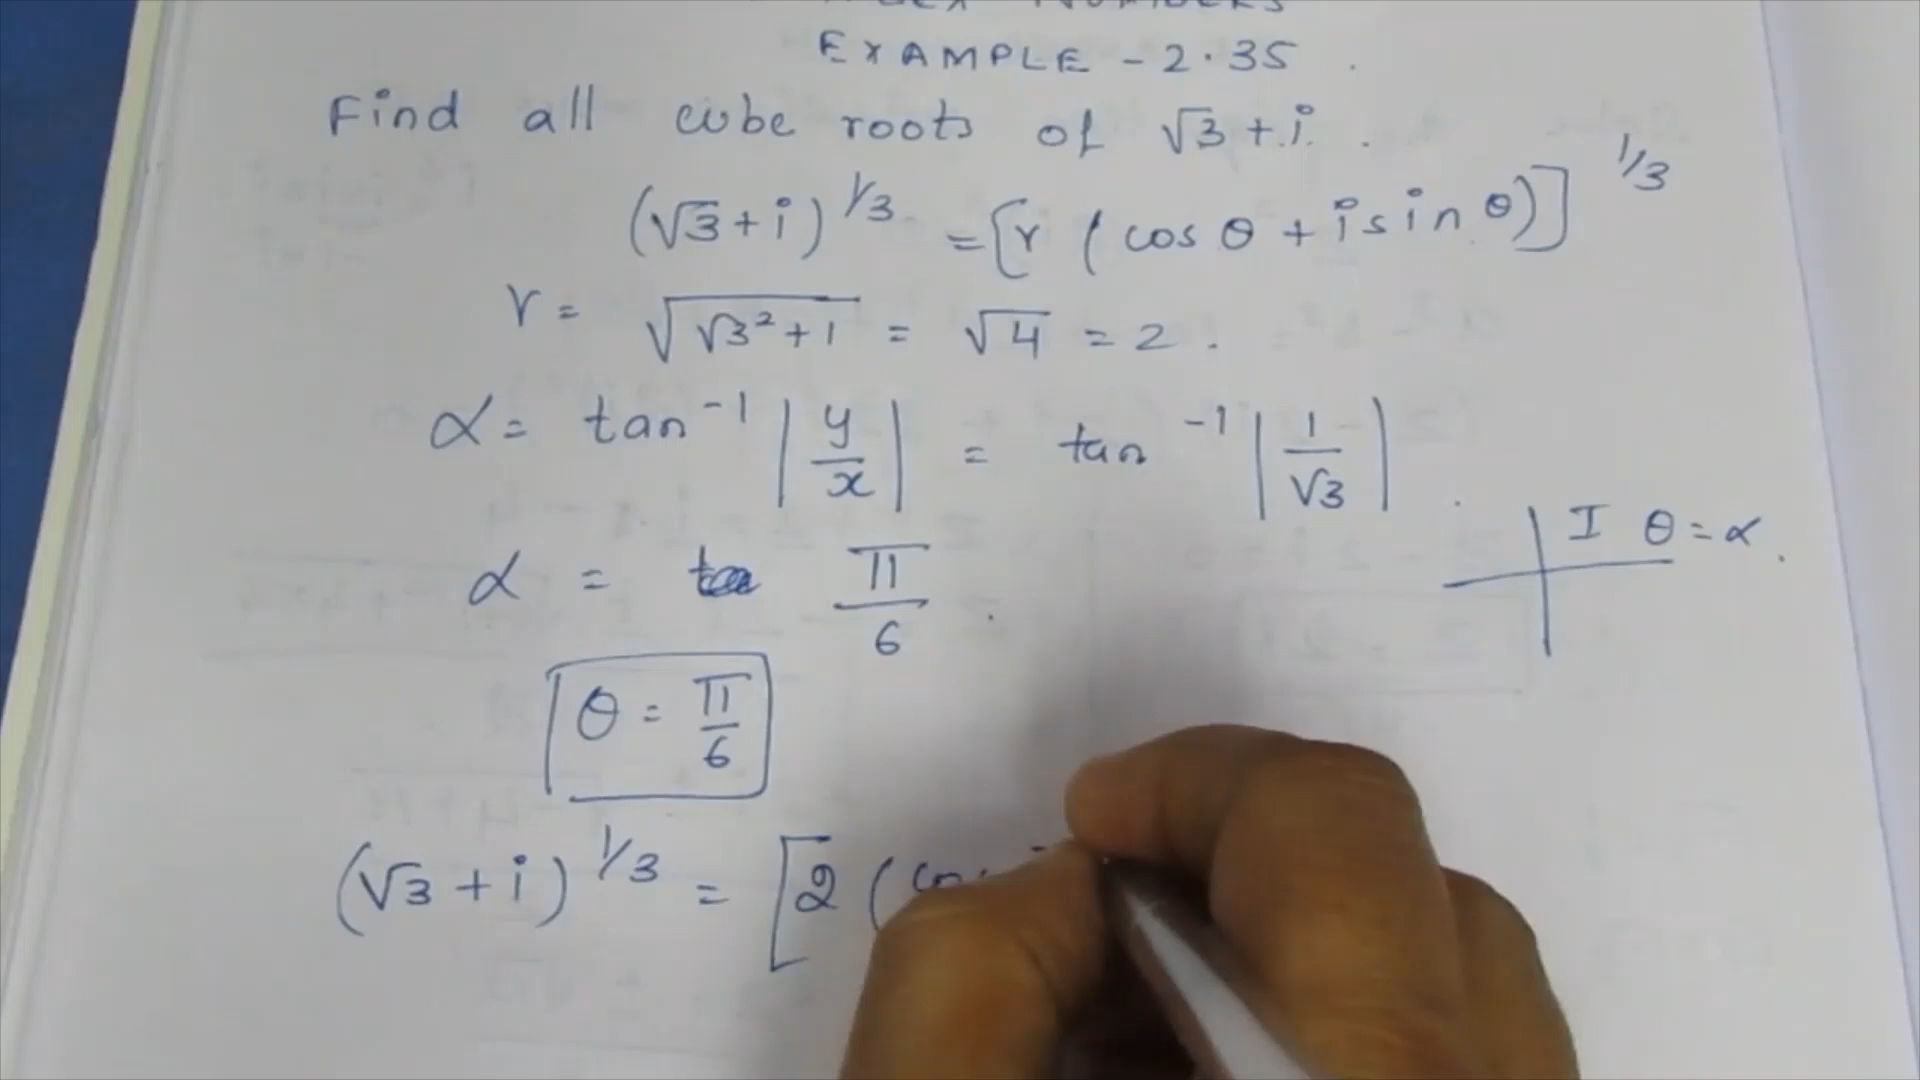 EXAMPLE - 2.35
Find all cube roots of √3 + i.
(√3 + i)^1/3 = [r (cos θ + i sin θ)]^1/3
r = √(√3² + 1) = √4 = 2.
α = tan⁻¹ |y/x| = tan⁻¹ |1/√3|
I θ = α.
α = π/6.
θ = π/6
(√3 + i)^1/3 = [2 (